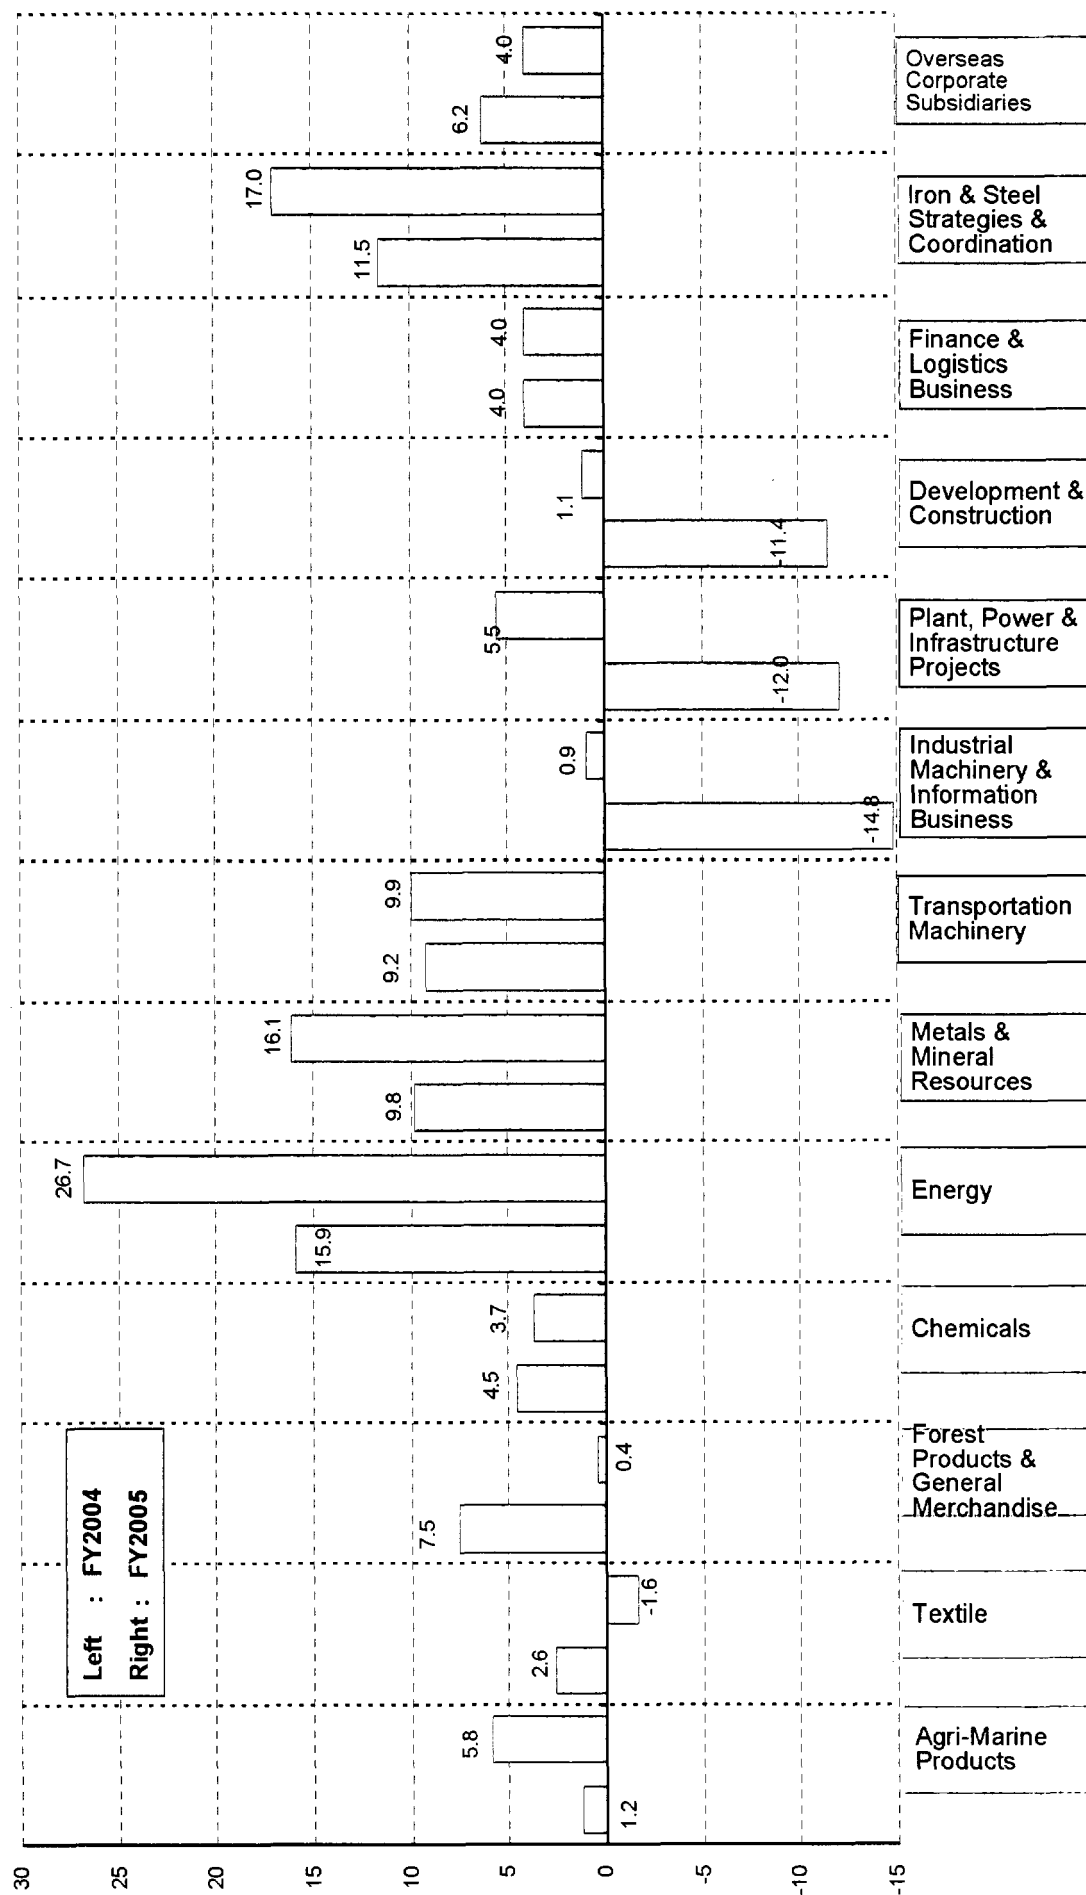 30
25
20
15
10
5
0
-5
-10
-15
Left : FY2004
Right : FY2005
1.2
5.8
2.6
-1.6
7.5
0.4
4.5
3.7
15.9
26.7
9.8
16.1
9.2
9.9
-14.8
0.9
-12.0
5.5
-11.4
1.1
4.0
4.0
11.5
17.0
6.2
4.0
Overseas
Corporate
Subsidiaries
Iron & Steel
Strategies &
Coordination
Finance &
Logistics
Business
Development &
Construction
Plant, Power &
Infrastructure
Projects
Industrial
Machinery &
Information
Business
Transportation
Machinery
Metals &
Mineral
Resources
Energy
Chemicals
Forest
Products &
General
Merchandise
Textile
Agri-Marine
Products